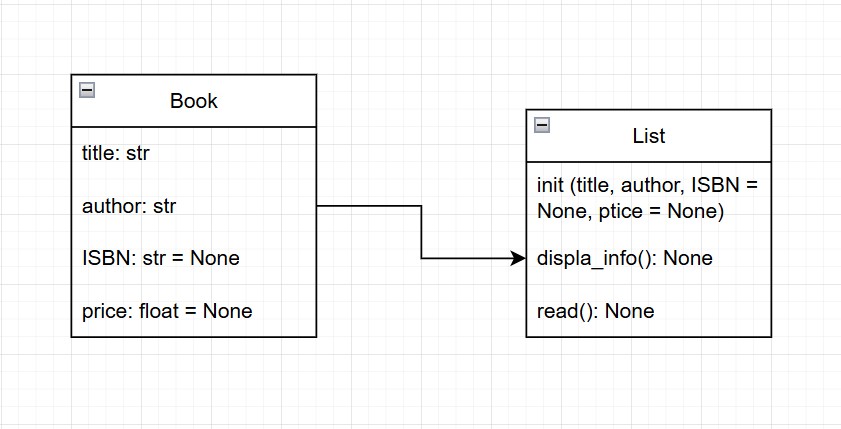 Book
title: str
author: str
ISBN: str = None
price: float = None
List
init (title, author, ISBN =
None, ptice = None)
displa_info(): None
read(): None